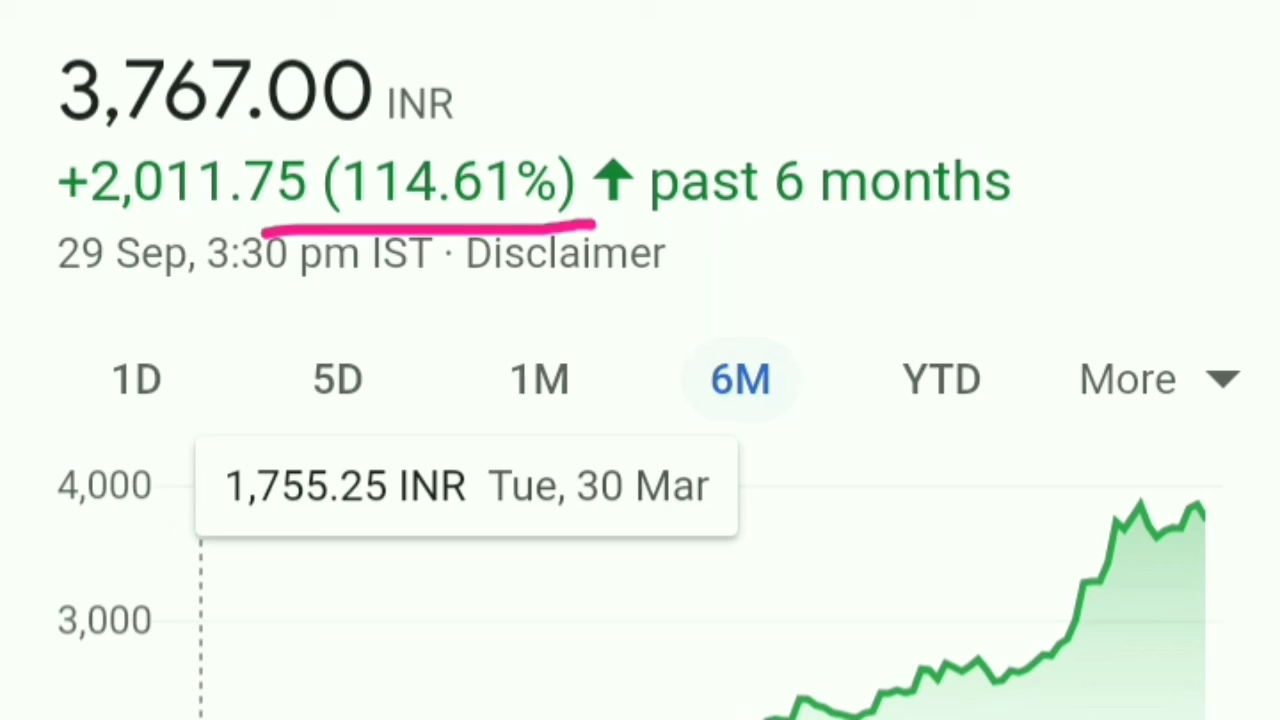 3,767.00 INR
+2,011.75 (114.61%) ↑ past 6 months
29 Sep, 3:30 pm IST · Disclaimer
1D 5D 1M 6M YTD More
4,000
1,755.25 INR Tue, 30 Mar
3,000